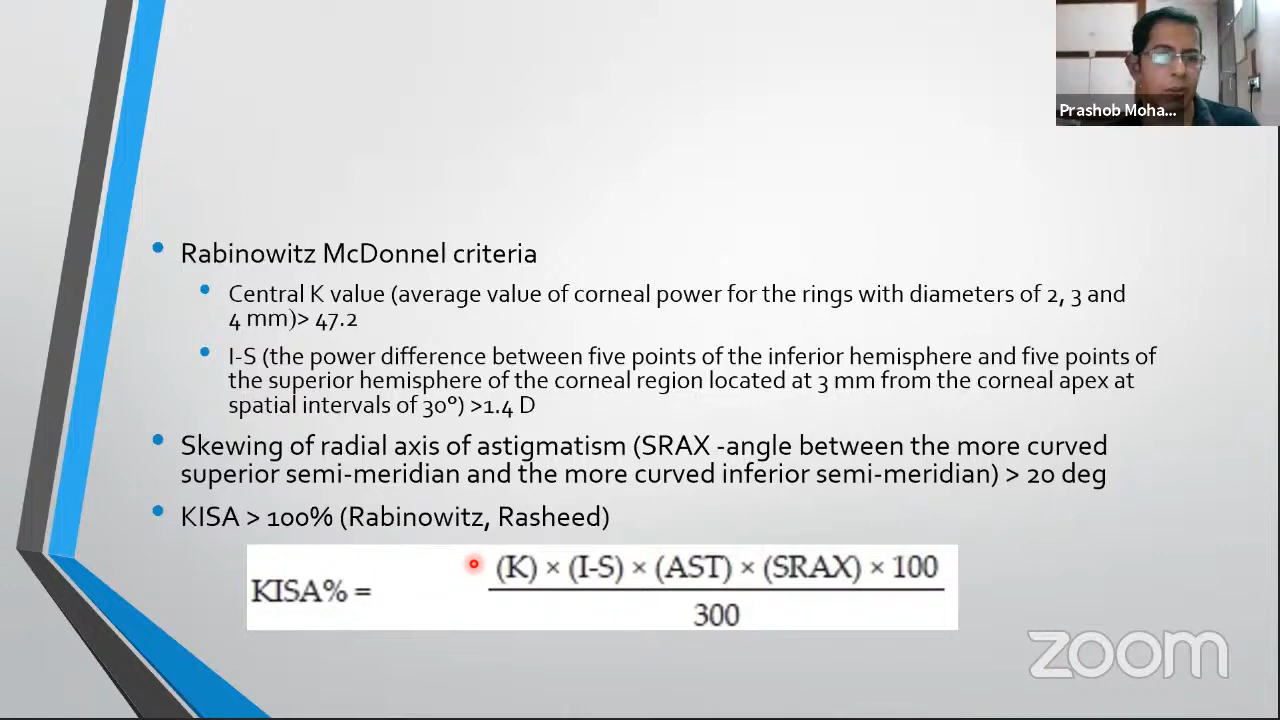 Prashob Moha...
Rabinowitz McDonnel criteria
Central K value (average value of corneal power for the rings with diameters of 2, 3 and
4 mm)> 47.2
I-S (the power difference between five points of the inferior hemisphere and five points of
the superior hemisphere of the corneal region located at 3 mm from the corneal apex at
spatial intervals of 30°) >1.4 D
Skewing of radial axis of astigmatism (SRAX -angle between the more curved
superior semi-meridian and the more curved inferior semi-meridian) > 20 deg
KISA > 100% (Rabinowitz, Rasheed)
(K) × (I-S) × (AST) × (SRAX) × 100
KISA% =
300
zoom